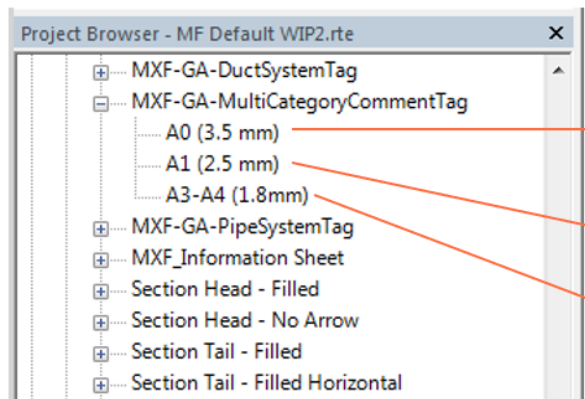 Project Browser - MF Default WIP2.rte
MXF-GA-DuctSystemTag
MXF-GA-MultiCategoryCommentTag
A0 (3.5 mm)
A1 (2.5 mm)
A3-A4 (1.8mm)
MXF-GA-PipeSystemTag
MXF_Information Sheet
Section Head - Filled
Section Head - No Arrow
Section Tail - Filled
Section Tail - Filled Horizontal